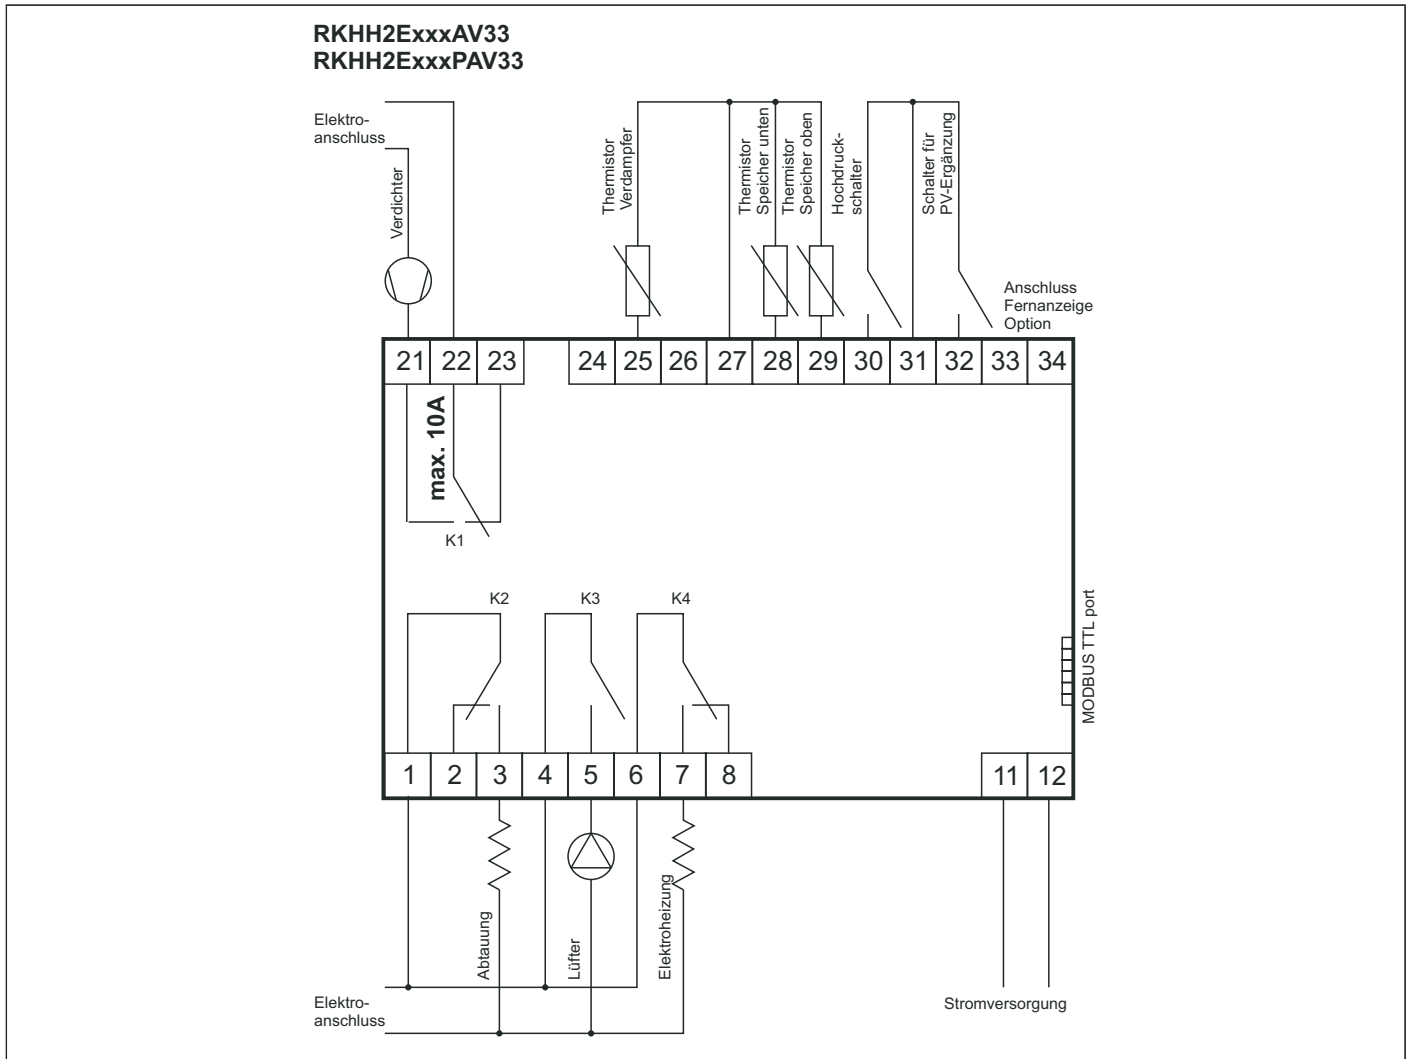 RKHH2ExxxAV33
RKHH2ExxxPAV33
Elektro-
anschluss
Verdichter
Thermistor
Verdampfer
Thermistor
Speicher unten
Thermistor
Speicher oben
Hochdruck-
schalter
Schalter für
PV-Ergänzung
Anschluss
Fernanzeige
Option
21 22 23 24 25 26 27 28 29 30 31 32 33 34
max. 10A
K1
K2 K3 K4
MODBUS TTL port
1 2 3 4 5 6 7 8 11 12
Abtauung
Lüfter
Elektroheizung
Elektro-
anschluss
Stromversorgung